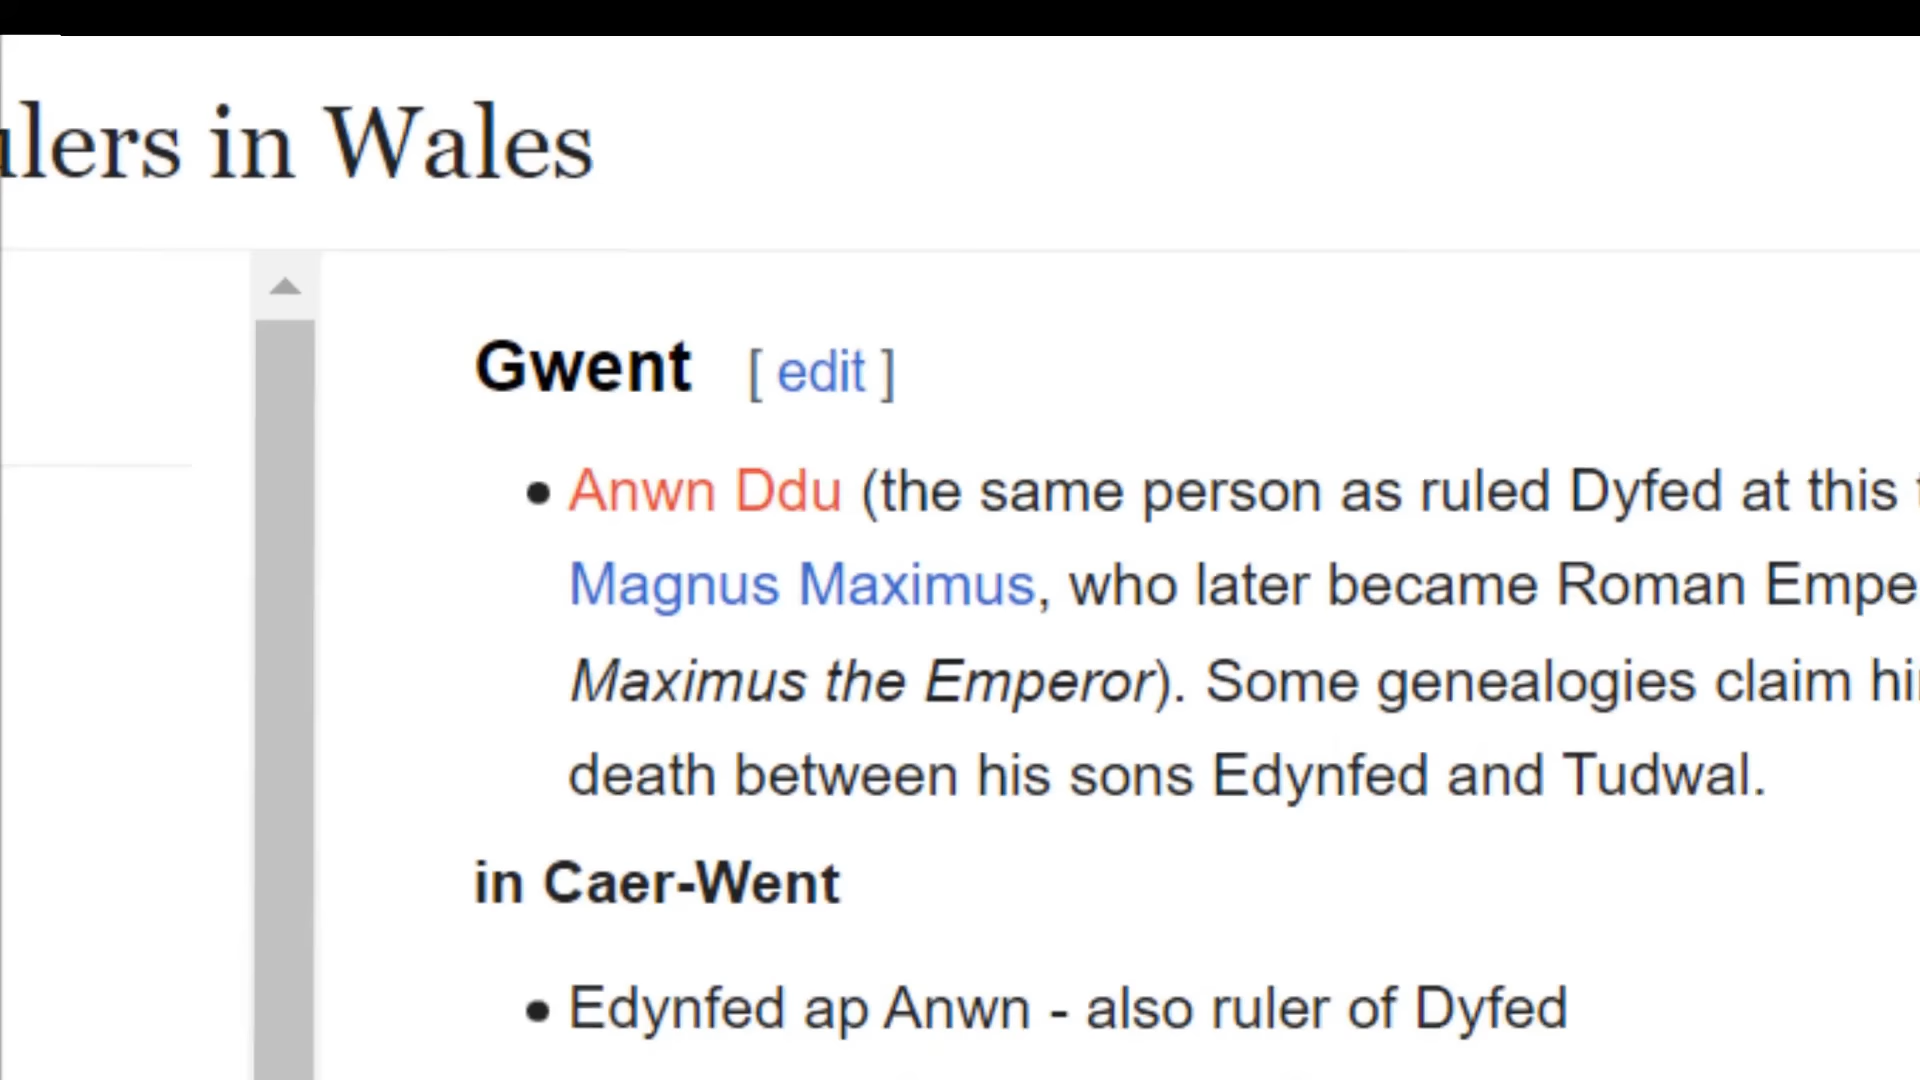 lers in Wales
Gwent [ edit ]
• Anwn Ddu (the same person as ruled Dyfed at this
Magnus Maximus, who later became Roman Empe
Maximus the Emperor). Some genealogies claim hi
death between his sons Edynfed and Tudwal.
in Caer-Went
• Edynfed ap Anwn - also ruler of Dyfed